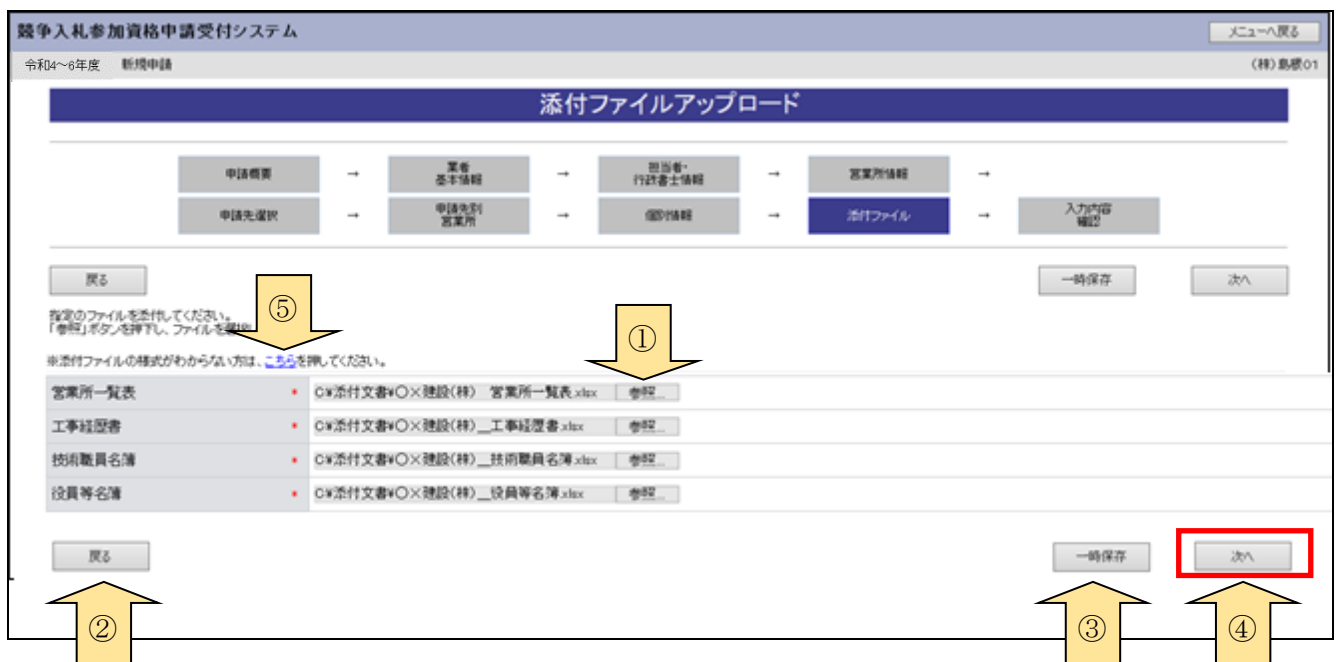 競争入札参加資格申請受付システム
メニューへ戻る
令和4～6年度 新規申請
(株)島根01
添付ファイルアップロード
申請概要 → 業者基本情報 → 担当者・行政書士情報 → 営業所情報 →
申請先選択 → 申請先別営業所 → 個別情報 → 添付ファイル → 入力内容確認
戻る
一時保存
次へ
指定のファイルを添付してください。
「参照」ボタンを押下し、ファイルを選択
⑤
①
※添付ファイルの様式がわからない方は、こちらを押してください。
営業所一覧表 * C¥添付文書¥○×建設(株)__営業所一覧表.xlsx 参照...
工事経歴書 * C¥添付文書¥○×建設(株)__工事経歴書.xlsx 参照...
技術職員名簿 * C¥添付文書¥○×建設(株)__技術職員名簿.xlsx 参照...
役員等名簿 * C¥添付文書¥○×建設(株)__役員等名簿.xlsx 参照...
戻る
一時保存
次へ
②
③
④